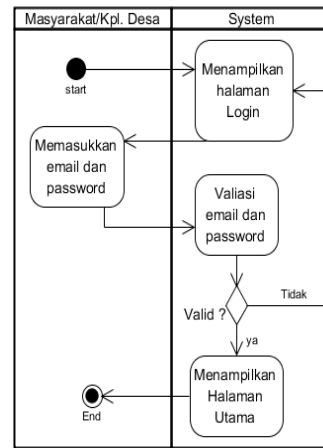 Masyarakat/Kpl. Desa
System
start
Menampilkan
halaman
Login
Memasukkan
email dan
password
Valiasi
email dan
password
Valid ?
Tidak
ya
Menampilkan
Halaman
Utama
End